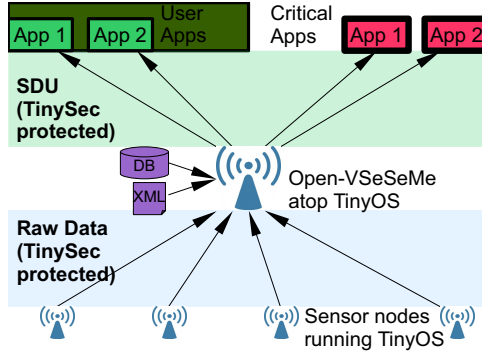 User
Apps
App 1
App 2
Critical
Apps
App 1
App 2
SDU
(TinySec
protected)
DB
XML
Open-VSeSeMe
atop TinyOS
Raw Data
(TinySec
protected)
Sensor nodes
running TinyOS